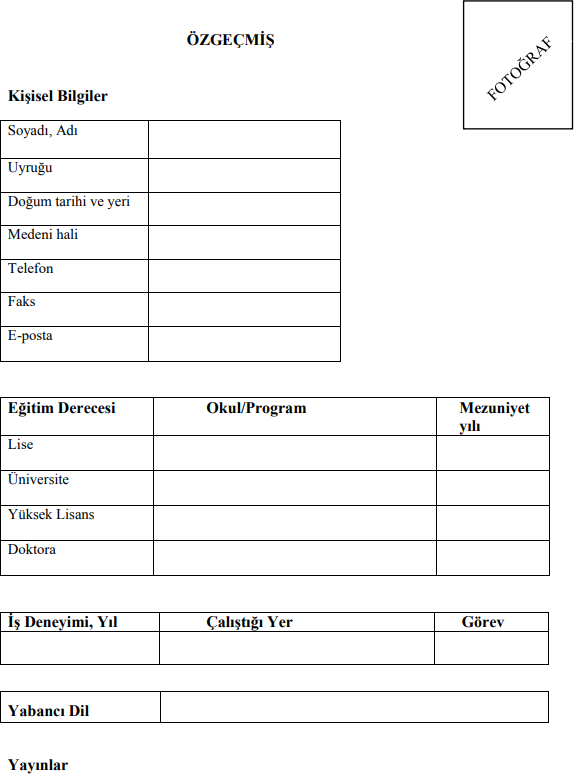 ÖZGEÇMİŞ
FOTOĞRAF
Kişisel Bilgiler
Soyadı, Adı
Uyruğu
Doğum tarihi ve yeri
Medeni hali
Telefon
Faks
E-posta
Eğitim Derecesi Okul/Program Mezuniyet
yılı
Lise
Üniversite
Yüksek Lisans
Doktora
İş Deneyimi, Yıl Çalıştığı Yer Görev
Yabancı Dil
Yayınlar